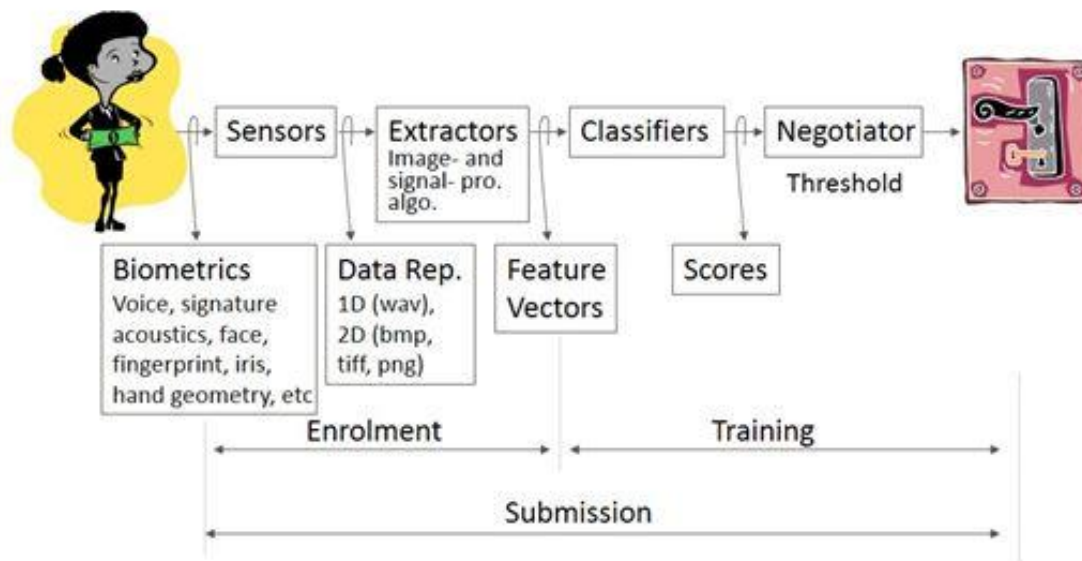 Sensors
Extractors
Image- and
signal- pro.
algo.
Classifiers
Negotiator
Threshold
Biometrics
Voice, signature
acoustics, face,
fingerprint, iris,
hand geometry, etc
Data Rep.
1D (wav),
2D (bmp,
tiff, png)
Feature
Vectors
Scores
Enrolment
Training
Submission